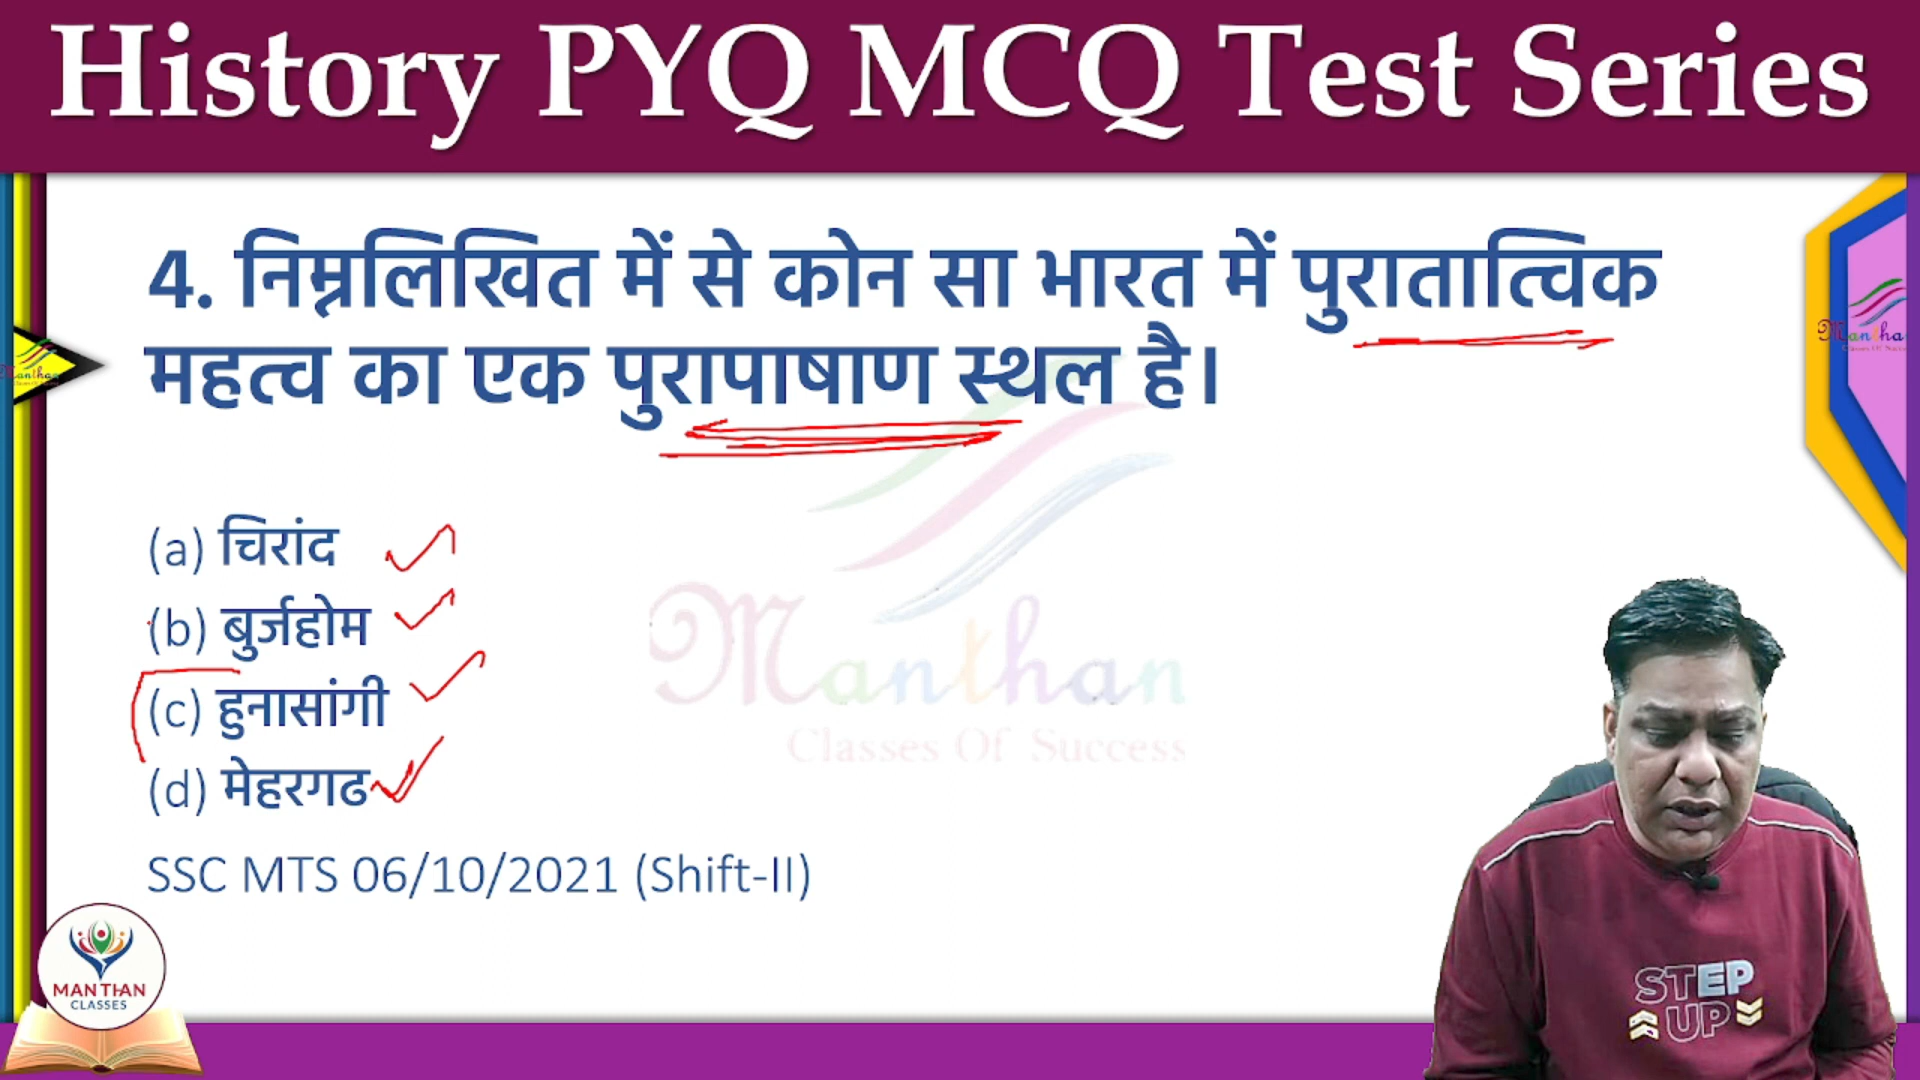 History PYQ MCQ Test Series
4. निम्नलिखित में से कोन सा भारत में पुरातात्विक
महत्व का एक पुरापाषाण स्थल है।
(a) चिरांद
(b) बुर्जहोम
(c) हुनासांगी
(d) मेहरगढ
SSC MTS 06/10/2021 (Shift-II)
Manthan
Classes Of Success
MANTHAN
CLASSES
STEP
UP